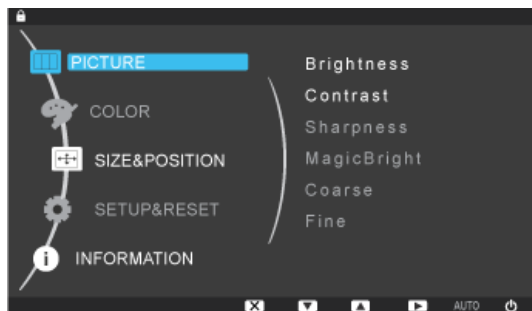 PICTURE
COLOR
SIZE&POSITION
SETUP&RESET
INFORMATION
Brightness
Contrast
Sharpness
MagicBright
Coarse
Fine
AUTO